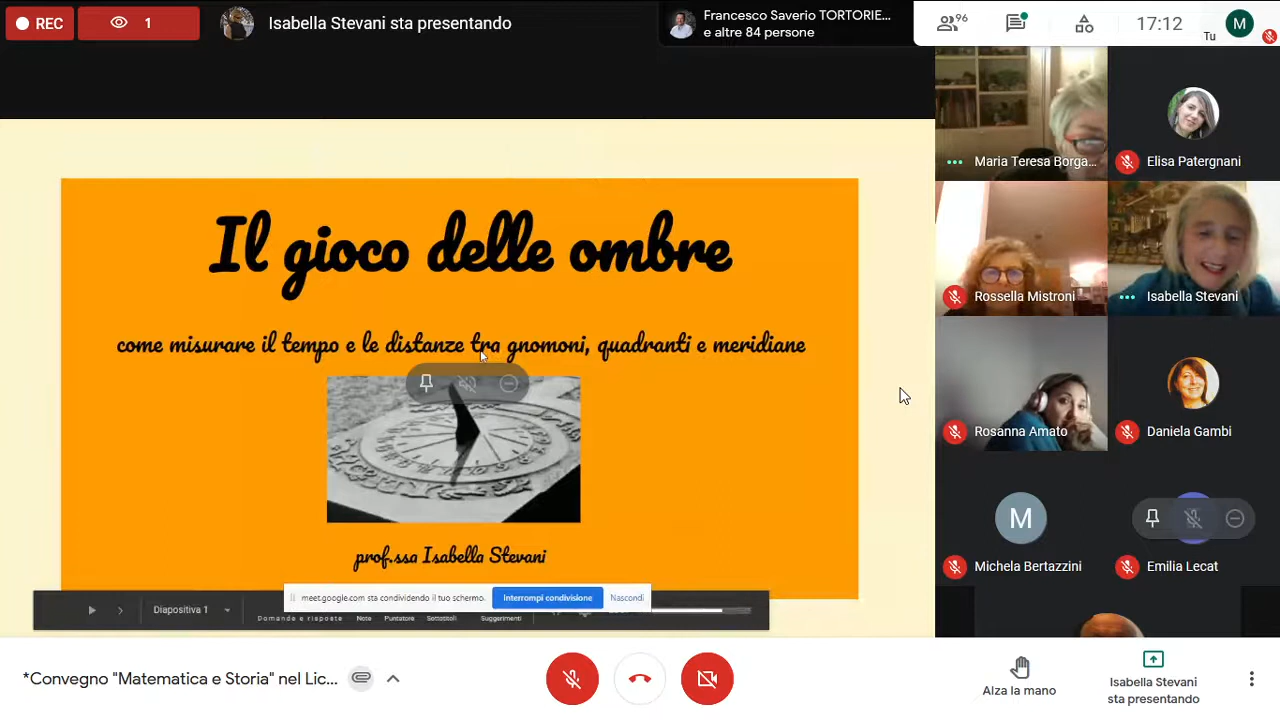 REC
1
Isabella Stevani sta presentando
Francesco Saverio TORTORIE...
e altre 84 persone
96
17:12
Tu
M
Maria Teresa Borga...
Elisa Patergnani
Il gioco delle ombre
come misurare il tempo e le distanze tra gnomoni, quadranti e meridiane
prof.ssa Isabella Stevani
Rossella Mistroni
Isabella Stevani
Rosanna Amato
Daniela Gambi
M
Michela Bertazzini
Emilia Lecat
meet.google.com sta condividendo il tuo schermo.
Interrompi condivisione
Nascondi
Diapositiva 1
Domande e risposte
Note
Puntatore
Sottotitoli
Suggerimenti
*Convegno "Matematica e Storia" nel Lic...
Alza la mano
Isabella Stevani
sta presentando